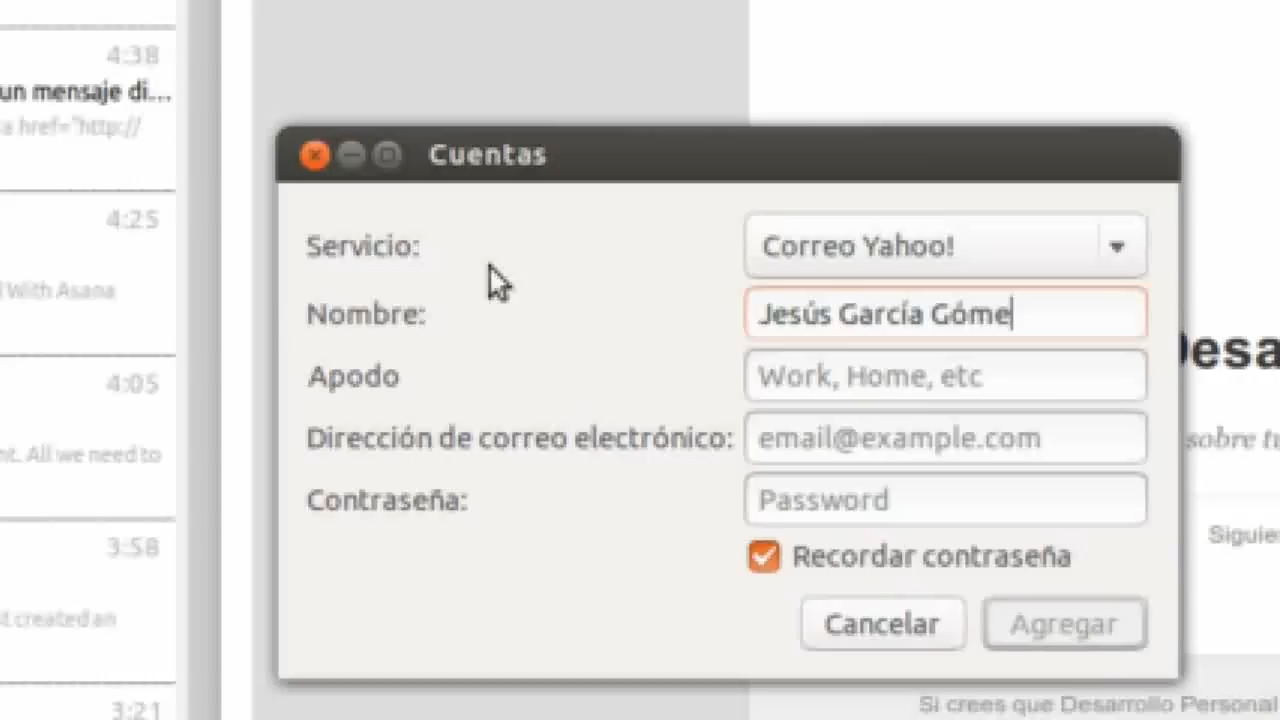 4:38
un mensaje di...
a href="http://
4:25
With Asana
4:05
nt. All we need to
3:58
t created an
3:21
Cuentas
Servicio: Correo Yahoo!
Nombre: Jesús García Góme
Apodo Work, Home, etc
Dirección de correo electrónico: email@example.com
Contraseña: Password
Recordar contraseña
Cancelar Agregar
Desa
sobre tu
Siguie
Si crees que Desarrollo Personal